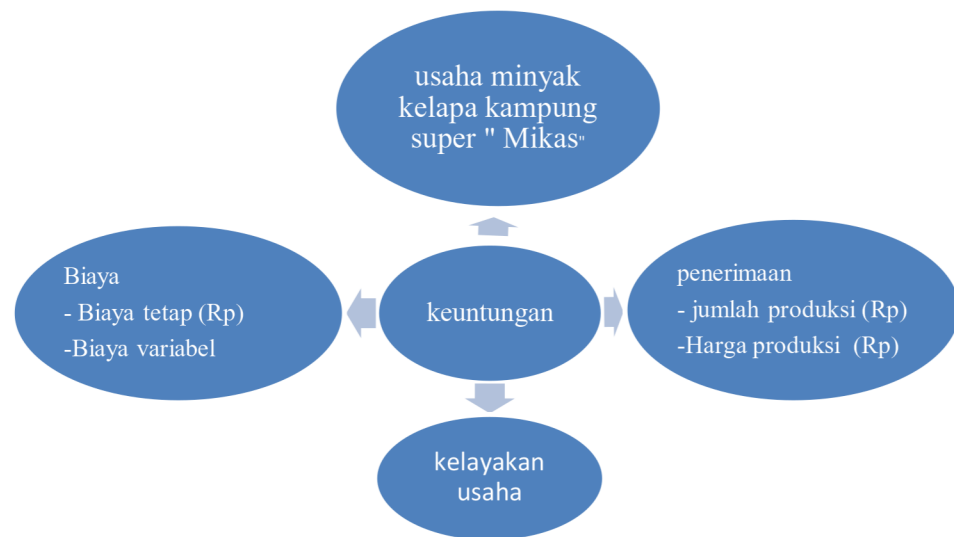 usaha minyak
kelapa kampung
super " Mikas"
Biaya
- Biaya tetap (Rp)
-Biaya variabel
keuntungan
penerimaan
- jumlah produksi (Rp)
-Harga produksi (Rp)
kelayakan
usaha